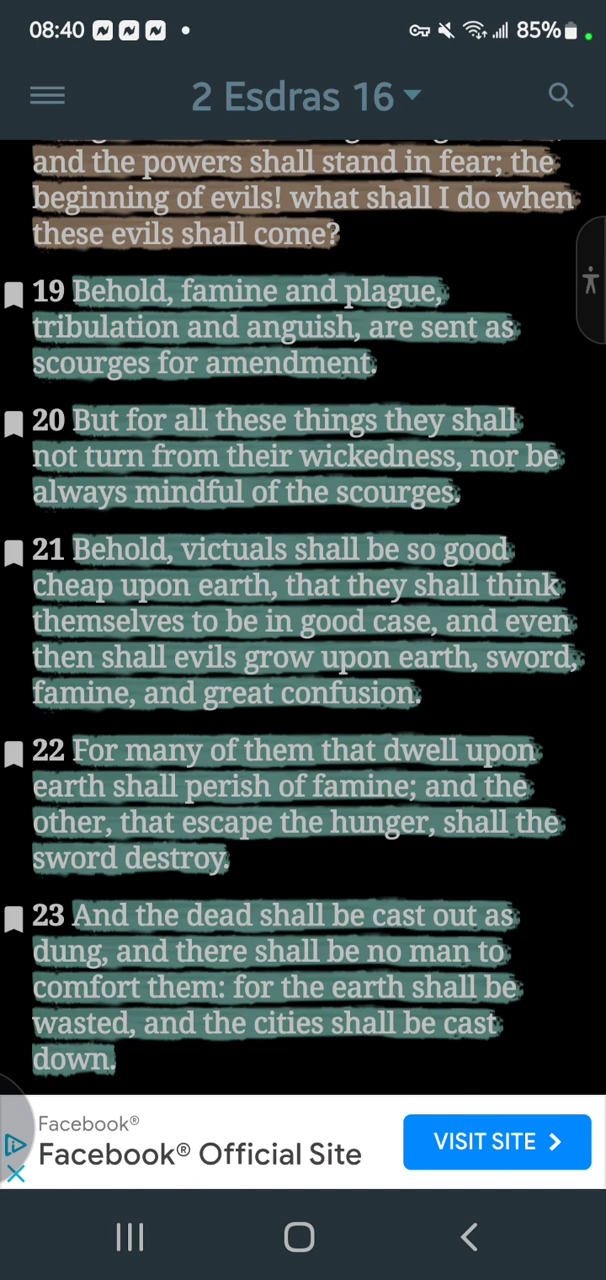 08:40 85%
2 Esdras 16
and the powers shall stand in fear; the
beginning of evils! what shall I do when
these evils shall come?
19 Behold, famine and plague,
tribulation and anguish, are sent as
scourges for amendment.
20 But for all these things they shall
not turn from their wickedness, nor be
always mindful of the scourges.
21 Behold, victuals shall be so good
cheap upon earth, that they shall think
themselves to be in good case, and even
then shall evils grow upon earth, sword,
famine, and great confusion.
22 For many of them that dwell upon
earth shall perish of famine; and the
other, that escape the hunger, shall the
sword destroy.
23 And the dead shall be cast out as
dung, and there shall be no man to
comfort them: for the earth shall be
wasted, and the cities shall be cast
down.
Facebook®
Facebook® Official Site
VISIT SITE